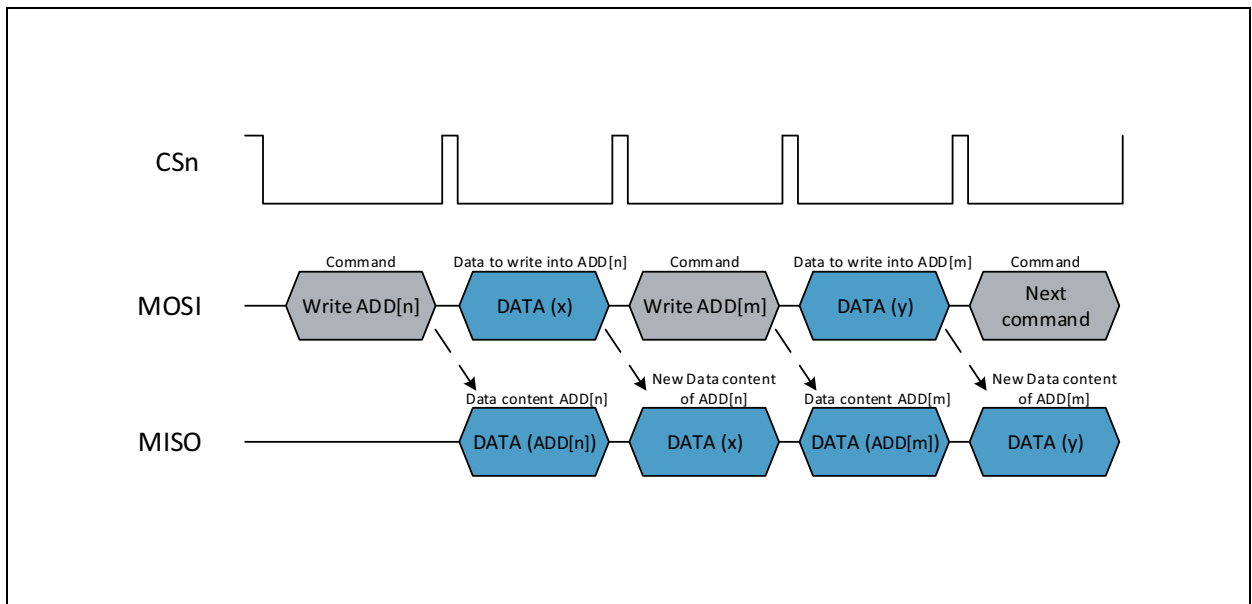 CSn
Command
Data to write into ADD[n]
Command
Data to write into ADD[m]
Command
MOSI
Write ADD[n]
DATA (x)
Write ADD[m]
DATA (y)
Next
command
New Data content
of ADD[n]
New Data content
of ADD[m]
Data content ADD[n]
Data content ADD[m]
MISO
DATA (ADD[n])
DATA (x)
DATA (ADD[m])
DATA (y)